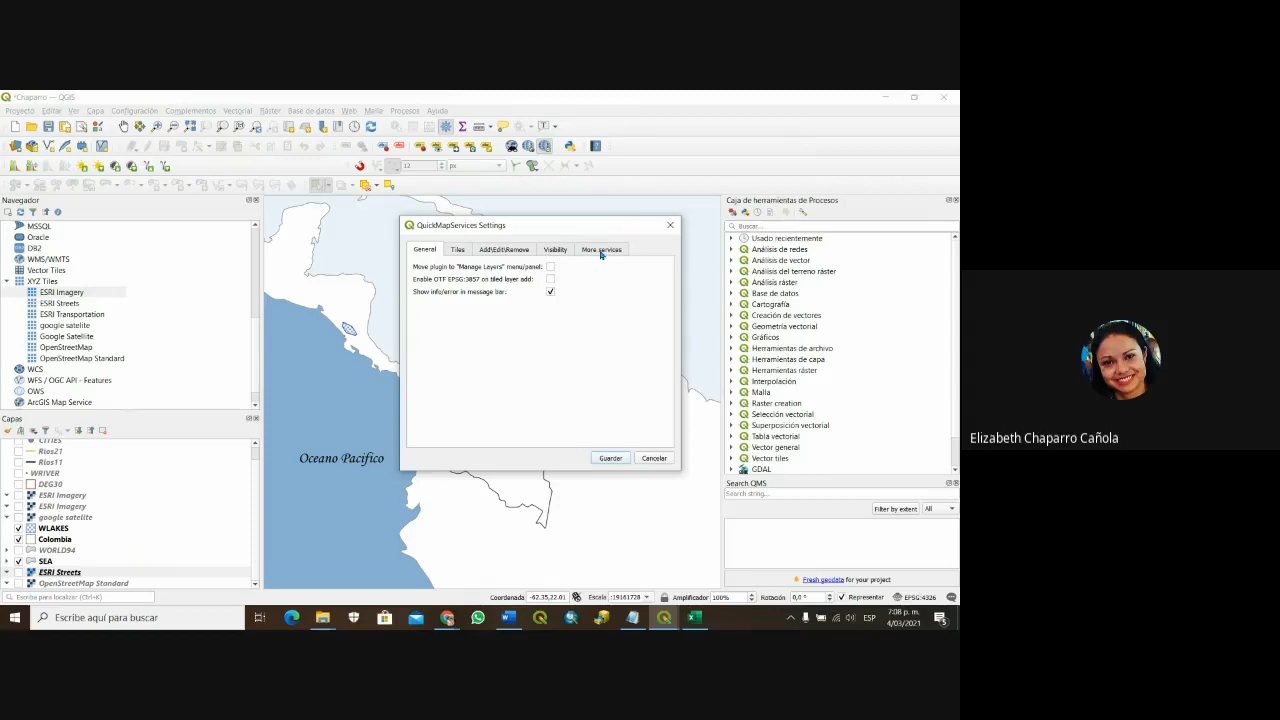 *Chaparro — QGIS
Proyecto Editar Ver Capa Configuración Complementos Vectorial Ráster Base de datos Web Malla Procesos Ayuda
12
px
Navegador
MSSQL
Oracle
DB2
WMS/WMTS
Vector Tiles
XYZ Tiles
ESRI Imagery
ESRI Streets
ESRI Transportation
google satelite
Google Satellite
OpenStreetMap
OpenStreetMap Standard
WCS
WFS / OGC API - Features
OWS
ArcGIS Map Service
Capas
CITIES
Rios21
Rios11
WRIVER
DEG30
ESRI Imagery
ESRI Imagery
google satelite
WLAKES
Colombia
WORLD94
SEA
ESRI Streets
OpenStreetMap Standard
Oceano Pacifico
QuickMapServices Settings
General Tiles Add\Edit\Remove Visibility More services
Move plugin to "Manage Layers" menu/panel:
Enable OTF EPSG:3857 on tiled layer add:
Show info/error in message bar:
Guardar Cancelar
Caja de herramientas de Procesos
Buscar...
Usado recientemente
Análisis de redes
Análisis de vector
Análisis del terreno ráster
Análisis ráster
Base de datos
Cartografía
Creación de vectores
Geometría vectorial
Gráficos
Herramientas de archivo
Herramientas de capa
Herramientas ráster
Interpolación
Malla
Raster creation
Selección vectorial
Superposición vectorial
Tabla vectorial
Vector general
Vector tiles
GDAL
Search QMS
Search string...
Filter by extent All
Fresh geodata for your project
Escriba para localizar (Ctrl+K)
Coordenada -62.35,22.01 Escala :19161728 Amplificador 100% Rotación 0,0 ° Representar EPSG:4326
Escribe aquí para buscar
ESP
7:08 p. m.
4/03/2021
5
Elizabeth Chaparro Cañola